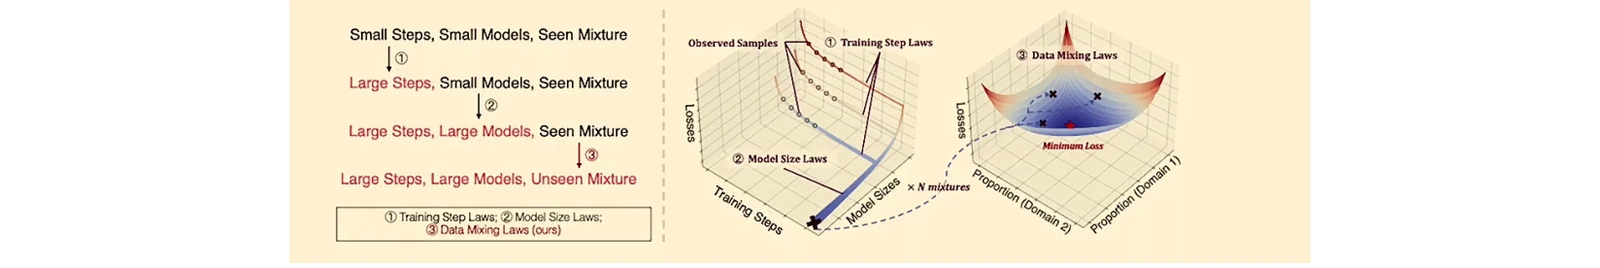 Small Steps, Small Models, Seen Mixture
①
Large Steps, Small Models, Seen Mixture
②
Large Steps, Large Models, Seen Mixture
③
Large Steps, Large Models, Unseen Mixture
① Training Step Laws; ② Model Size Laws;
③ Data Mixing Laws (ours)
Observed Samples
① Training Step Laws
Losses
② Model Size Laws
Training Steps
Model Sizes
× N mixtures
③ Data Mixing Laws
Losses
Minimum Loss
Proportion (Domain 2)
Proportion (Domain 1)